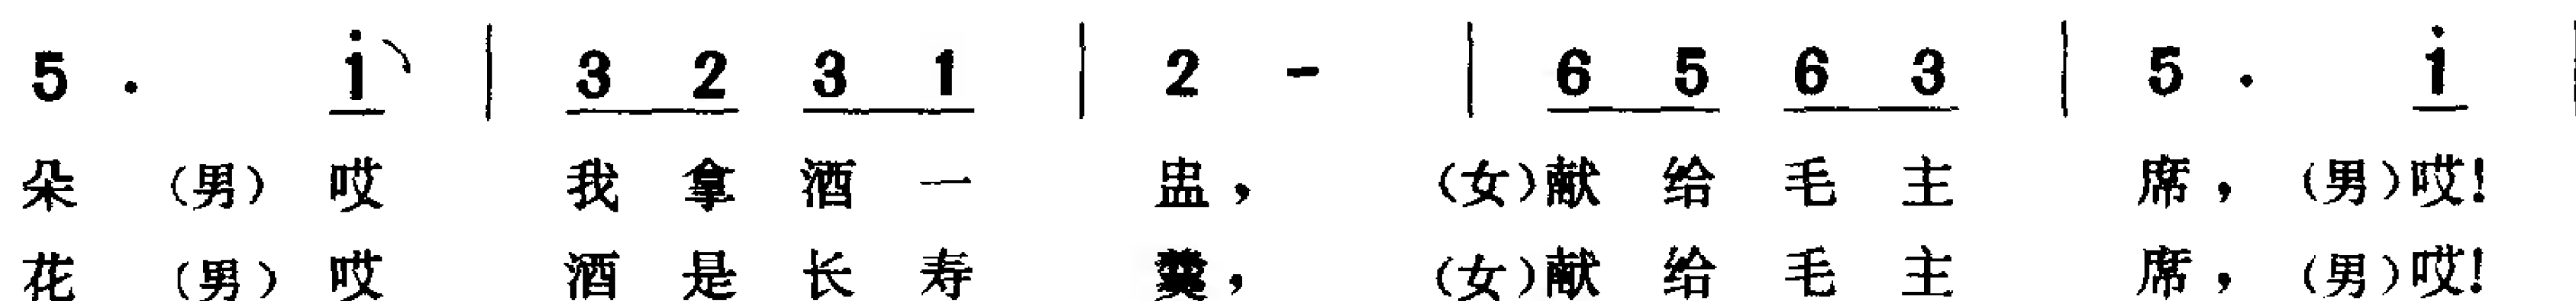 5 . i | 3 2 3 1 | 2 - | 6 5 6 3 | 5 . i |
朵 (男) 哎 我 拿 酒 一 盅， (女)献 给 毛 主 席，(男)哎!
花 (男) 哎 酒 是 长 寿 (女)献 给 毛 主 席，(男)哎!